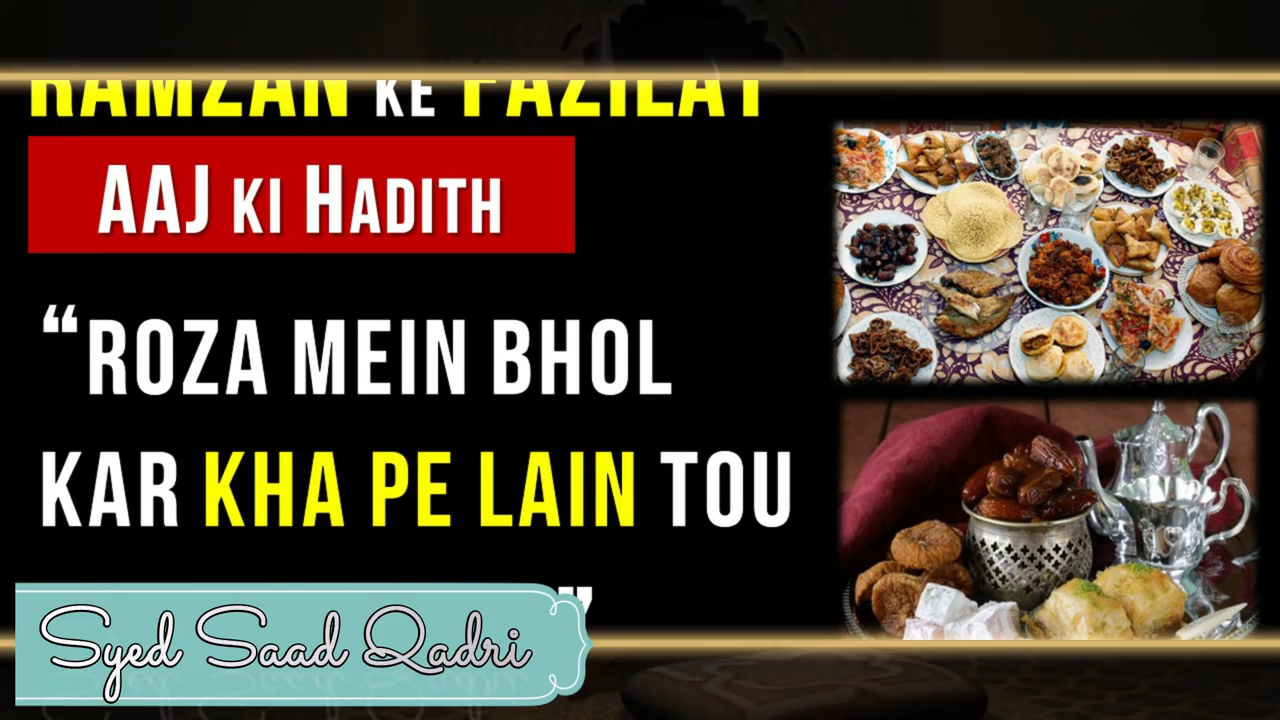 RAMZAN KE FAZILAT
AAJ KI HADITH
“ROZA MEIN BHOL
KAR KHA PE LAIN TOU
”
Syed Saad Qadri